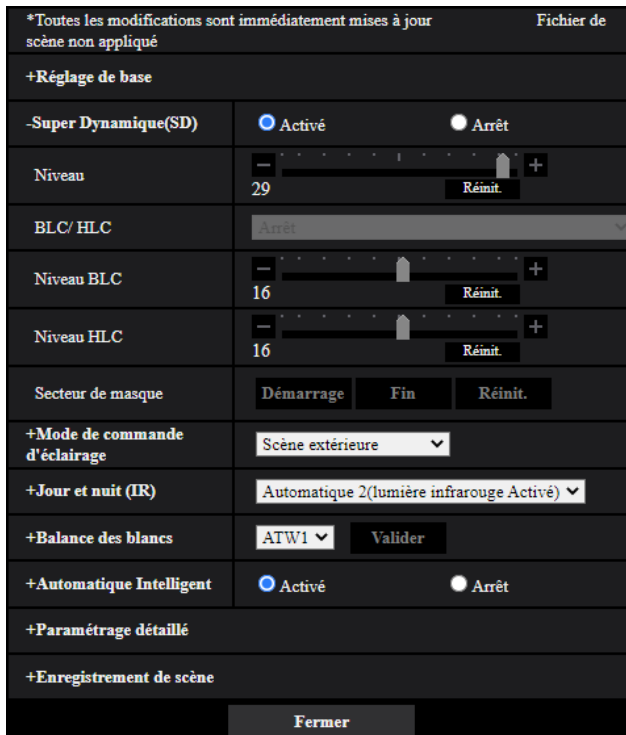 *Toutes les modifications sont immédiatement mises à jour Fichier de
scène non appliqué
+Réglage de base
-Super Dynamique(SD) Activé Arrêt
Niveau - +
29 Réinit.
BLC/ HLC Arrêt
Niveau BLC - +
16 Réinit.
Niveau HLC - +
16 Réinit.
Secteur de masque Démarrage Fin Réinit.
+Mode de commande
d'éclairage Scène extérieure
+Jour et nuit (IR) Automatique 2(lumière infrarouge Activé)
+Balance des blancs ATW1 Valider
+Automatique Intelligent Activé Arrêt
+Paramétrage détaillé
+Enregistrement de scène
Fermer